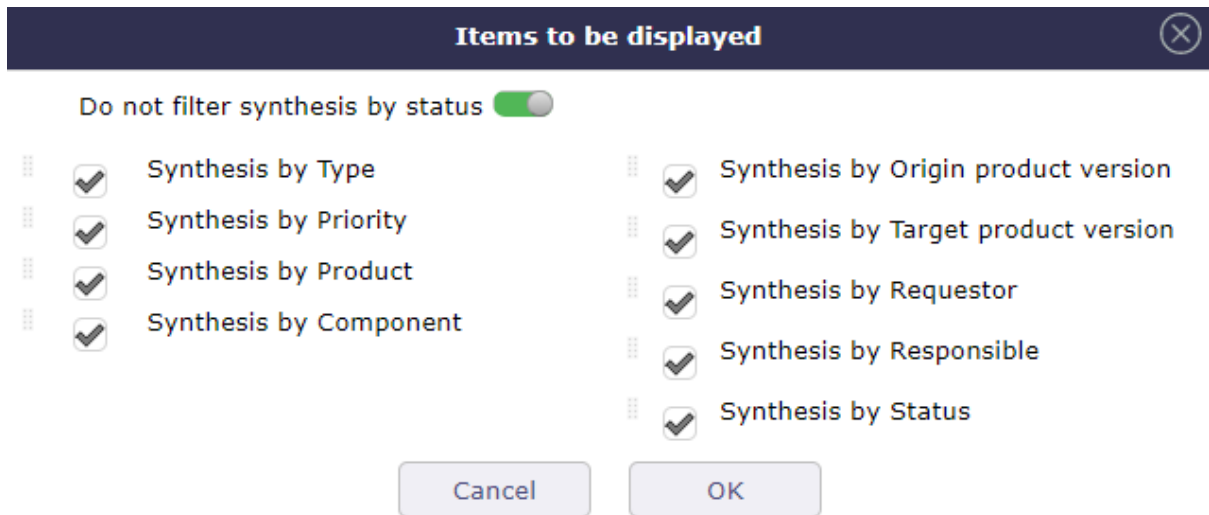 Items to be displayed
Do not filter synthesis by status
Synthesis by Type
Synthesis by Priority
Synthesis by Product
Synthesis by Component
Synthesis by Origin product version
Synthesis by Target product version
Synthesis by Requestor
Synthesis by Responsible
Synthesis by Status
Cancel
OK